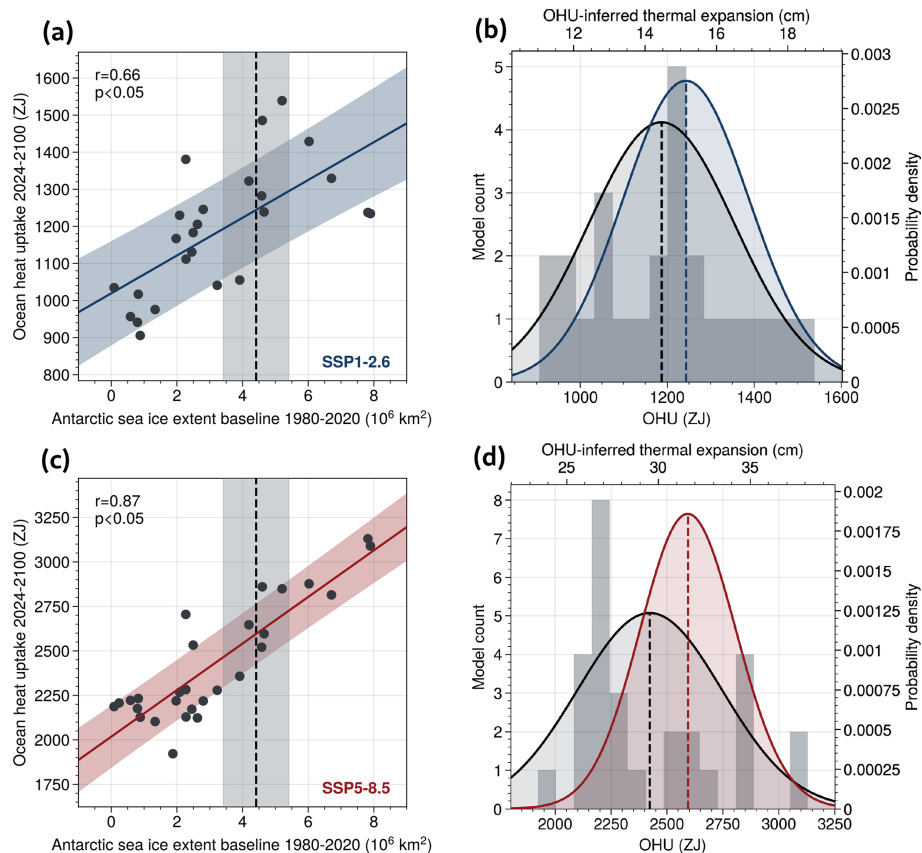 (a)
r=0.66
p<0.05
1600
1500
1400
1300
1200
1100
1000
900
800
Ocean heat uptake 2024-2100 (ZJ)
SSP1-2.6
0 2 4 6 8
Antarctic sea ice extent baseline 1980-2020 (10⁶ km²)
(b)
OHU-inferred thermal expansion (cm)
12 14 16 18
5
4
3
2
1
0
Model count
0.003
0.0025
0.002
0.0015
0.001
0.0005
0
Probability density
1000 1200 1400 1600
OHU (ZJ)
(c)
r=0.87
p<0.05
3250
3000
2750
2500
2250
2000
1750
Ocean heat uptake 2024-2100 (ZJ)
SSP5-8.5
0 2 4 6 8
Antarctic sea ice extent baseline 1980-2020 (10⁶ km²)
(d)
OHU-inferred thermal expansion (cm)
25 30 35
8
7
6
5
4
3
2
1
0
Model count
0.002
0.00175
0.0015
0.00125
0.001
0.00075
0.0005
0.00025
0
Probability density
2000 2250 2500 2750 3000 3250
OHU (ZJ)